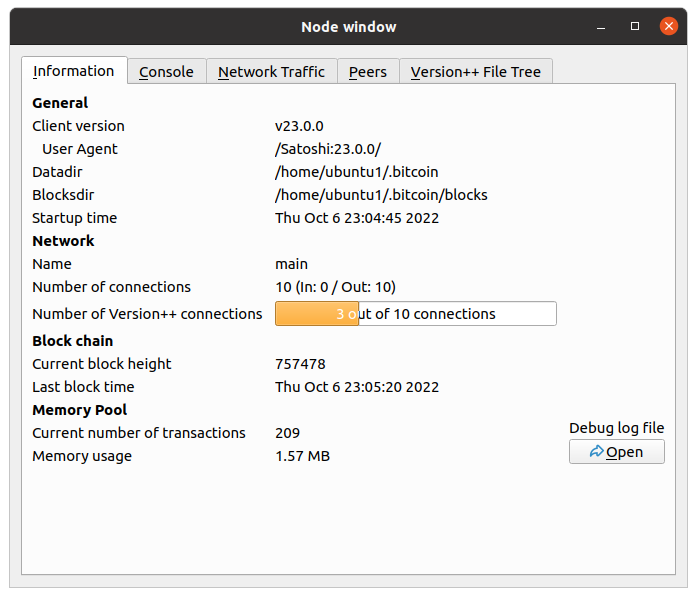 Node window
Information Console Network Traffic Peers Version++ File Tree
General
Client version v23.0.0
User Agent /Satoshi:23.0.0/
Datadir /home/ubuntu1/.bitcoin
Blocksdir /home/ubuntu1/.bitcoin/blocks
Startup time Thu Oct 6 23:04:45 2022
Network
Name main
Number of connections 10 (In: 0 / Out: 10)
Number of Version++ connections 3 out of 10 connections
Block chain
Current block height 757478
Last block time Thu Oct 6 23:05:20 2022
Memory Pool
Current number of transactions 209
Memory usage 1.57 MB
Debug log file
Open